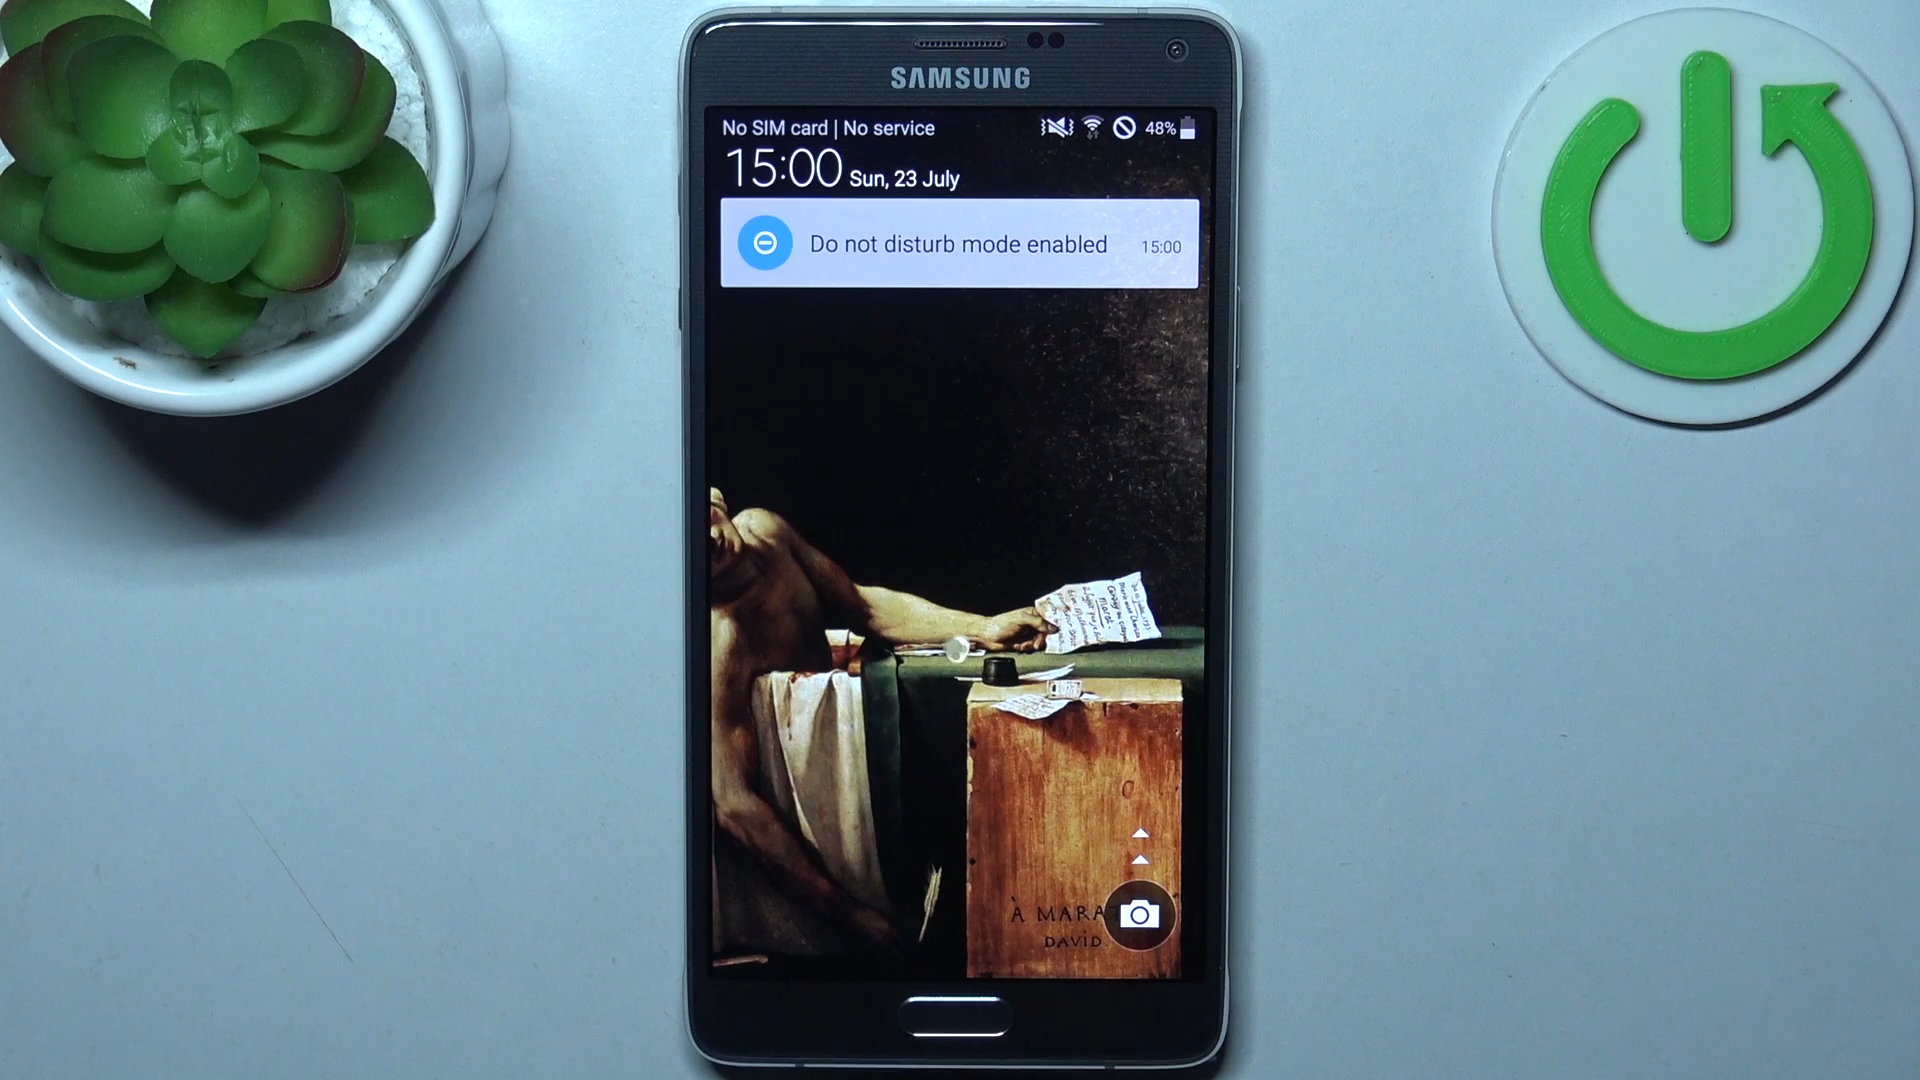 SAMSUNG
No SIM card | No service
48%
15:00 Sun, 23 July
Do not disturb mode enabled 15:00
À MARAT
DAVID.